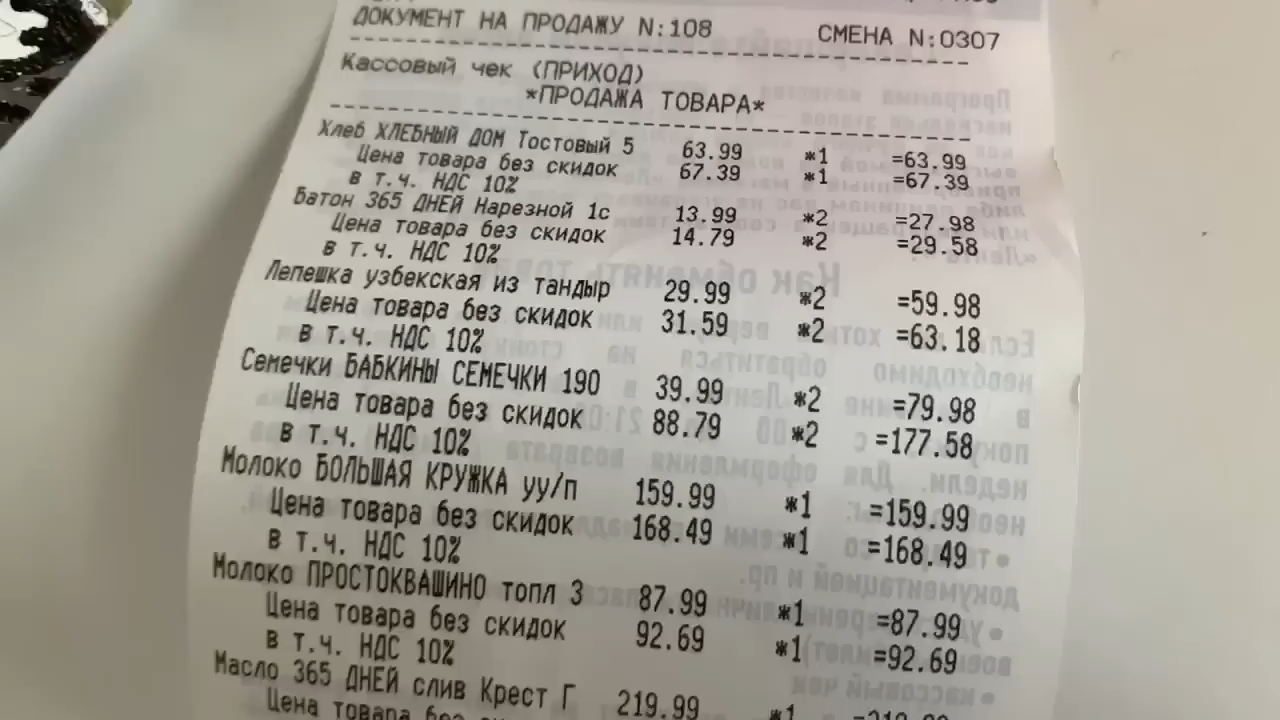 ДОКУМЕНТ НА ПРОДАЖУ N:108 СМЕНА N:0307
Кассовый чек (ПРИХОД)
*ПРОДАЖА ТОВАРА*
Хлеб ХЛЕБНЫЙ ДОМ Тостовый 5 63.99 *1 =63.99
Цена товара без скидок 67.39 *1 =67.39
в т.ч. НДС 10%
Батон 365 ДНЕЙ Нарезной 1с 13.99 *2 =27.98
Цена товара без скидок 14.79 *2 =29.58
в т.ч. НДС 10%
Лепешка узбекская из тандыр 29.99 *2 =59.98
Цена товара без скидок 31.59 *2 =63.18
в т.ч. НДС 10%
Семечки БАБКИНЫ СЕМЕЧКИ 190 39.99 *2 =79.98
Цена товара без скидок 88.79 *2 =177.58
в т.ч. НДС 10%
Молоко БОЛЬШАЯ КРУЖКА уу/п 159.99 *1 =159.99
Цена товара без скидок 168.49 *1 =168.49
в т.ч. НДС 10%
Молоко ПРОСТОКВАШИНО топл 3 87.99 *1 =87.99
Цена товара без скидок 92.69 *1 =92.69
в т.ч. НДС 10%
Масло 365 ДНЕЙ слив Крест Г 219.99 *1 =219.99
Цена товара без